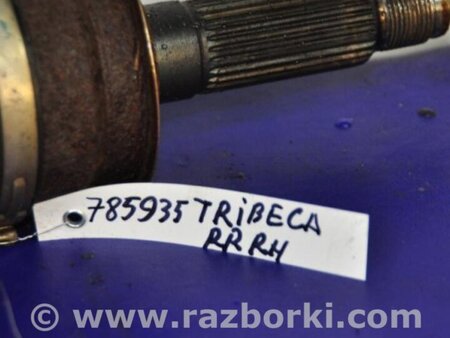 785935 TRiBECA
RR RH
© www.razborki.com